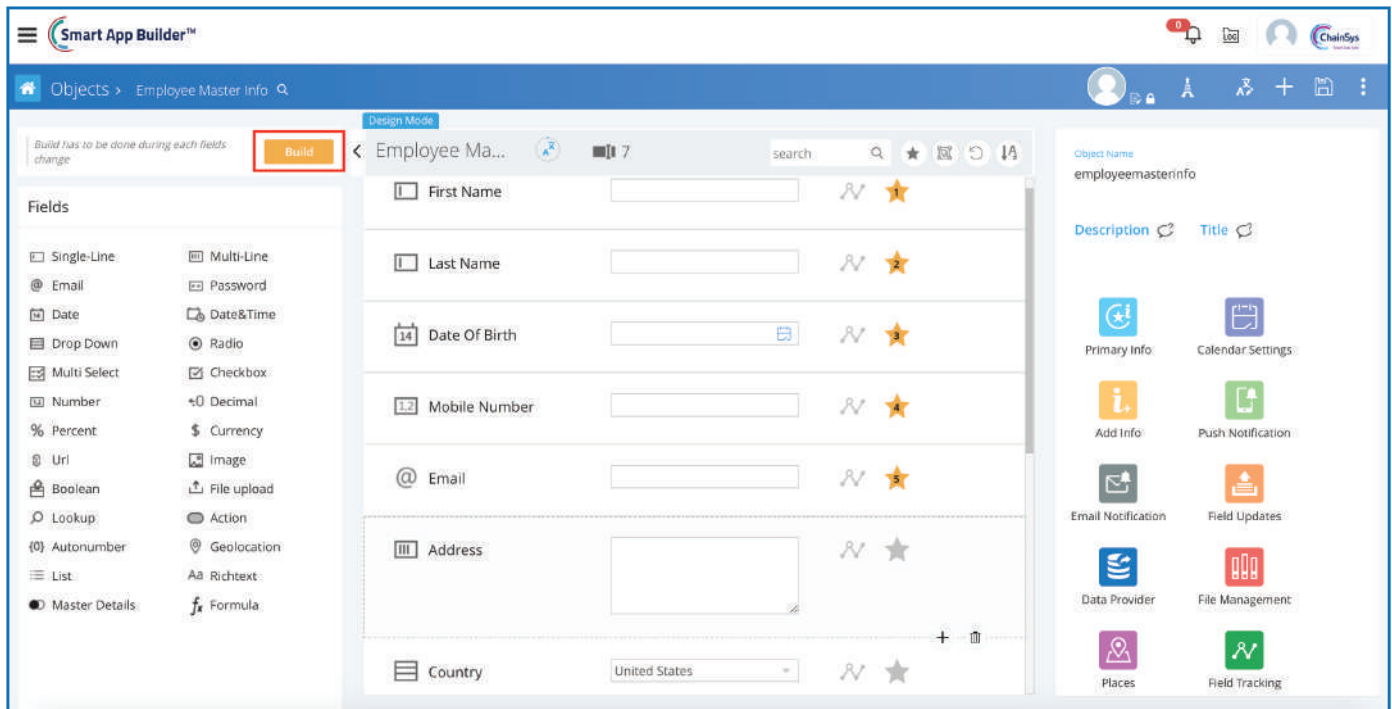 Smart App Builder™
0
LOG
ChainSys
Objects > Employee Master Info
Design Mode
Build has to be done during each fields
change
Build
Employee Ma...
7
search
Fields
Single-Line
Multi-Line
@ Email
Password
Date
Date&Time
Drop Down
Radio
Multi Select
Checkbox
Number
Decimal
% Percent
$ Currency
Url
Image
Boolean
File upload
Lookup
Action
{0} Autonumber
Geolocation
List
Aa Richtext
Master Details
fx Formula
First Name
1
Last Name
2
14 Date Of Birth
3
1.2 Mobile Number
4
@ Email
5
Address
Country
United States
Object Name
employeemasterinfo
Description
Title
Primary Info
Calendar Settings
Add Info
Push Notification
Email Notification
Field Updates
Data Provider
File Management
Places
Field Tracking